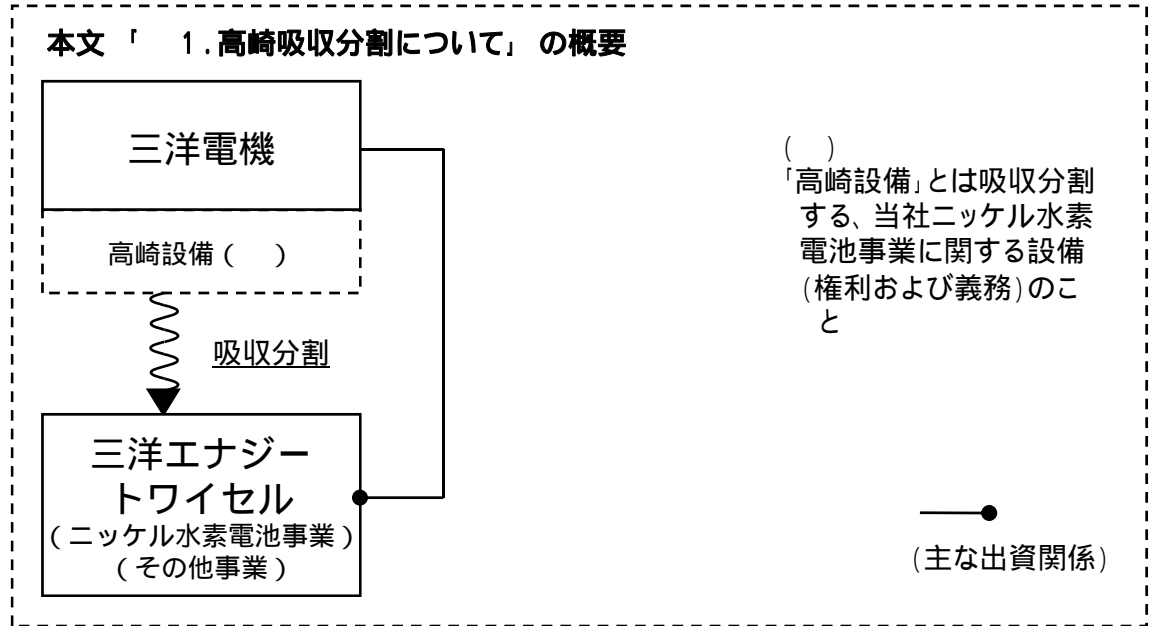 本文「　1.高崎吸収分割について」の概要
三洋電機
高崎設備(　)
吸収分割
三洋エナジー
トワイセル
(ニッケル水素電池事業)
(その他事業)
(　)
「高崎設備」とは吸収分割
する、当社ニッケル水素
電池事業に関する設備
(権利および義務)のこ
と
(主な出資関係)